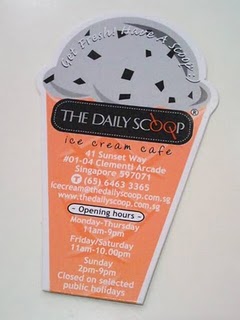 Get Fresh! Have A Scoop :)
THE DAILY SCOOP
®
ice cream cafe
41 Sunset Way
#01-04 Clementi Arcade
Singapore 597071
T (65) 6463 3365
icecream@thedailyscoop.com.sg
www.thedailyscoop.com.sg
~ Opening hours ~
Monday-Thursday
11am-9pm
Friday/Saturday
11am-10.00pm
Sunday
2pm-9pm
Closed on selected
public holidays